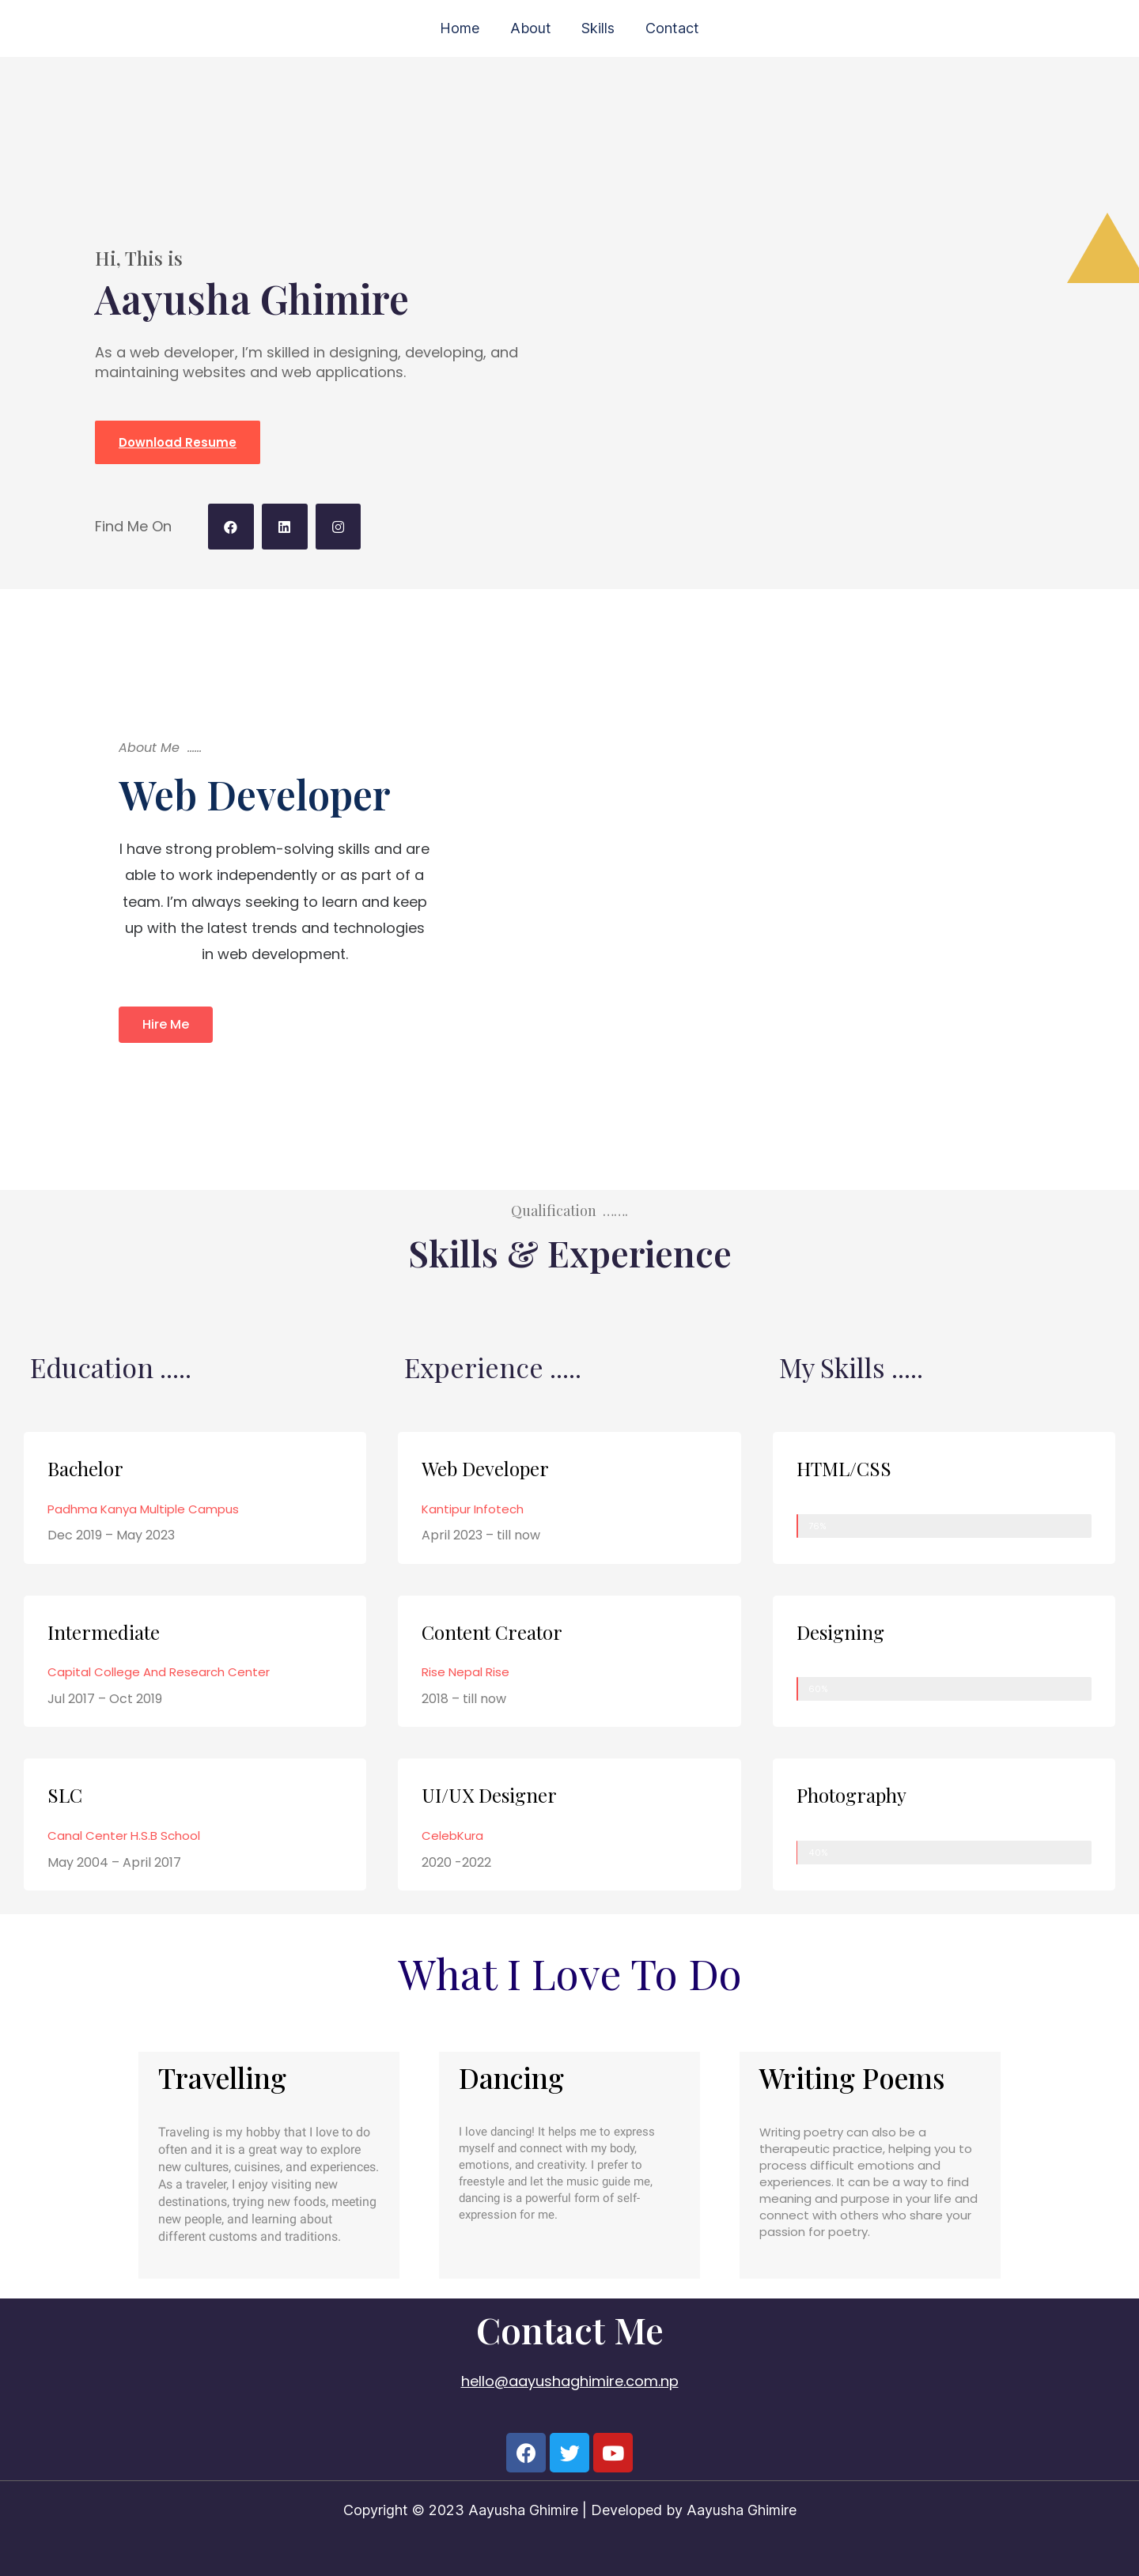 Home About Skills Contact
Hi, This is
Aayusha Ghimire
As a web developer, I’m skilled in designing, developing, and
maintaining websites and web applications.
Download Resume
Find Me On
About Me ......
Web Developer
I have strong problem-solving skills and are
able to work independently or as part of a
team. I’m always seeking to learn and keep
up with the latest trends and technologies
in web development.
Hire Me
Qualification …….
Skills & Experience
Education .....
Bachelor
Padhma Kanya Multiple Campus
Dec 2019 – May 2023
Intermediate
Capital College And Research Center
Jul 2017 – Oct 2019
SLC
Canal Center H.S.B School
May 2004 – April 2017
Experience .....
Web Developer
Kantipur Infotech
April 2023 – till now
Content Creator
Rise Nepal Rise
2018 – till now
UI/UX Designer
CelebKura
2020 -2022
My Skills .....
HTML/CSS
Designing
Photography
40%
What I Love To Do
Travelling
Traveling is my hobby that I love to do
often and it is a great way to explore
new cultures, cuisines, and experiences.
As a traveler, I enjoy visiting new
destinations, trying new foods, meeting
new people, and learning about
different customs and traditions.
Dancing
I love dancing! It helps me to express
myself and connect with my body,
emotions, and creativity. I prefer to
freestyle and let the music guide me,
dancing is a powerful form of self-
expression for me.
Writing Poems
Writing poetry can also be a
therapeutic practice, helping you to
process difficult emotions and
experiences. It can be a way to find
meaning and purpose in your life and
connect with others who share your
passion for poetry.
Contact Me
hello@aayushaghimire.com.np
Copyright © 2023 Aayusha Ghimire | Developed by Aayusha Ghimire